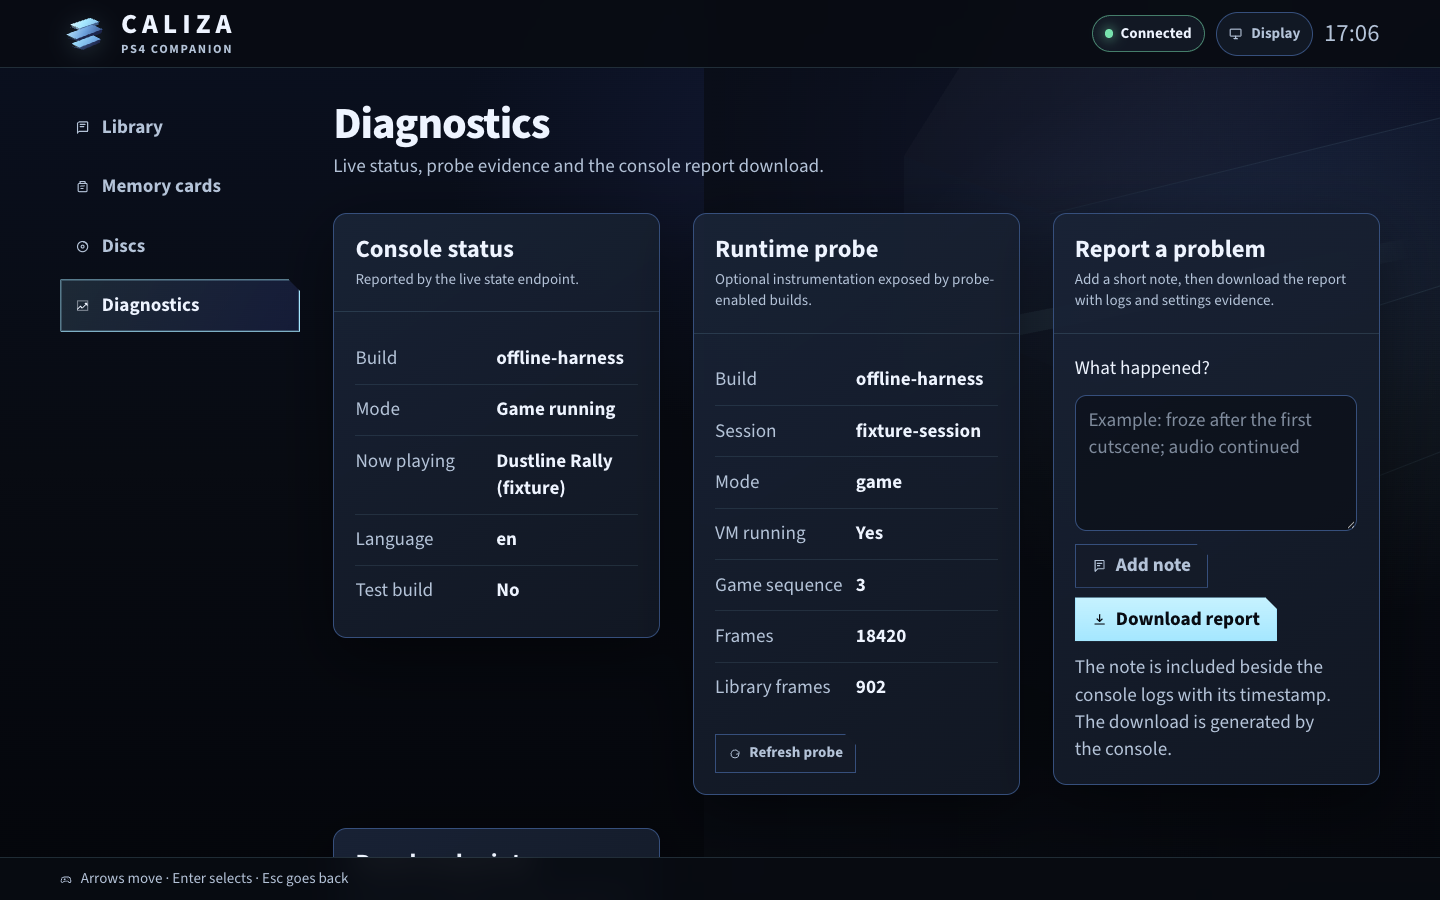 CALIZA
PS4 COMPANION
Connected
Display
17:06
Library
Memory cards
Discs
Diagnostics
Diagnostics
Live status, probe evidence and the console report download.
Console status
Reported by the live state endpoint.
Build offline-harness
Mode Game running
Now playing Dustline Rally
(fixture)
Language en
Test build No
Runtime probe
Optional instrumentation exposed by probe-
enabled builds.
Build offline-harness
Session fixture-session
Mode game
VM running Yes
Game sequence 3
Frames 18420
Library frames 902
Refresh probe
Report a problem
Add a short note, then download the report
with logs and settings evidence.
What happened?
Example: froze after the first
cutscene; audio continued
Add note
Download report
The note is included beside the
console logs with its timestamp.
The download is generated by
the console.
Arrows move · Enter selects · Esc goes back